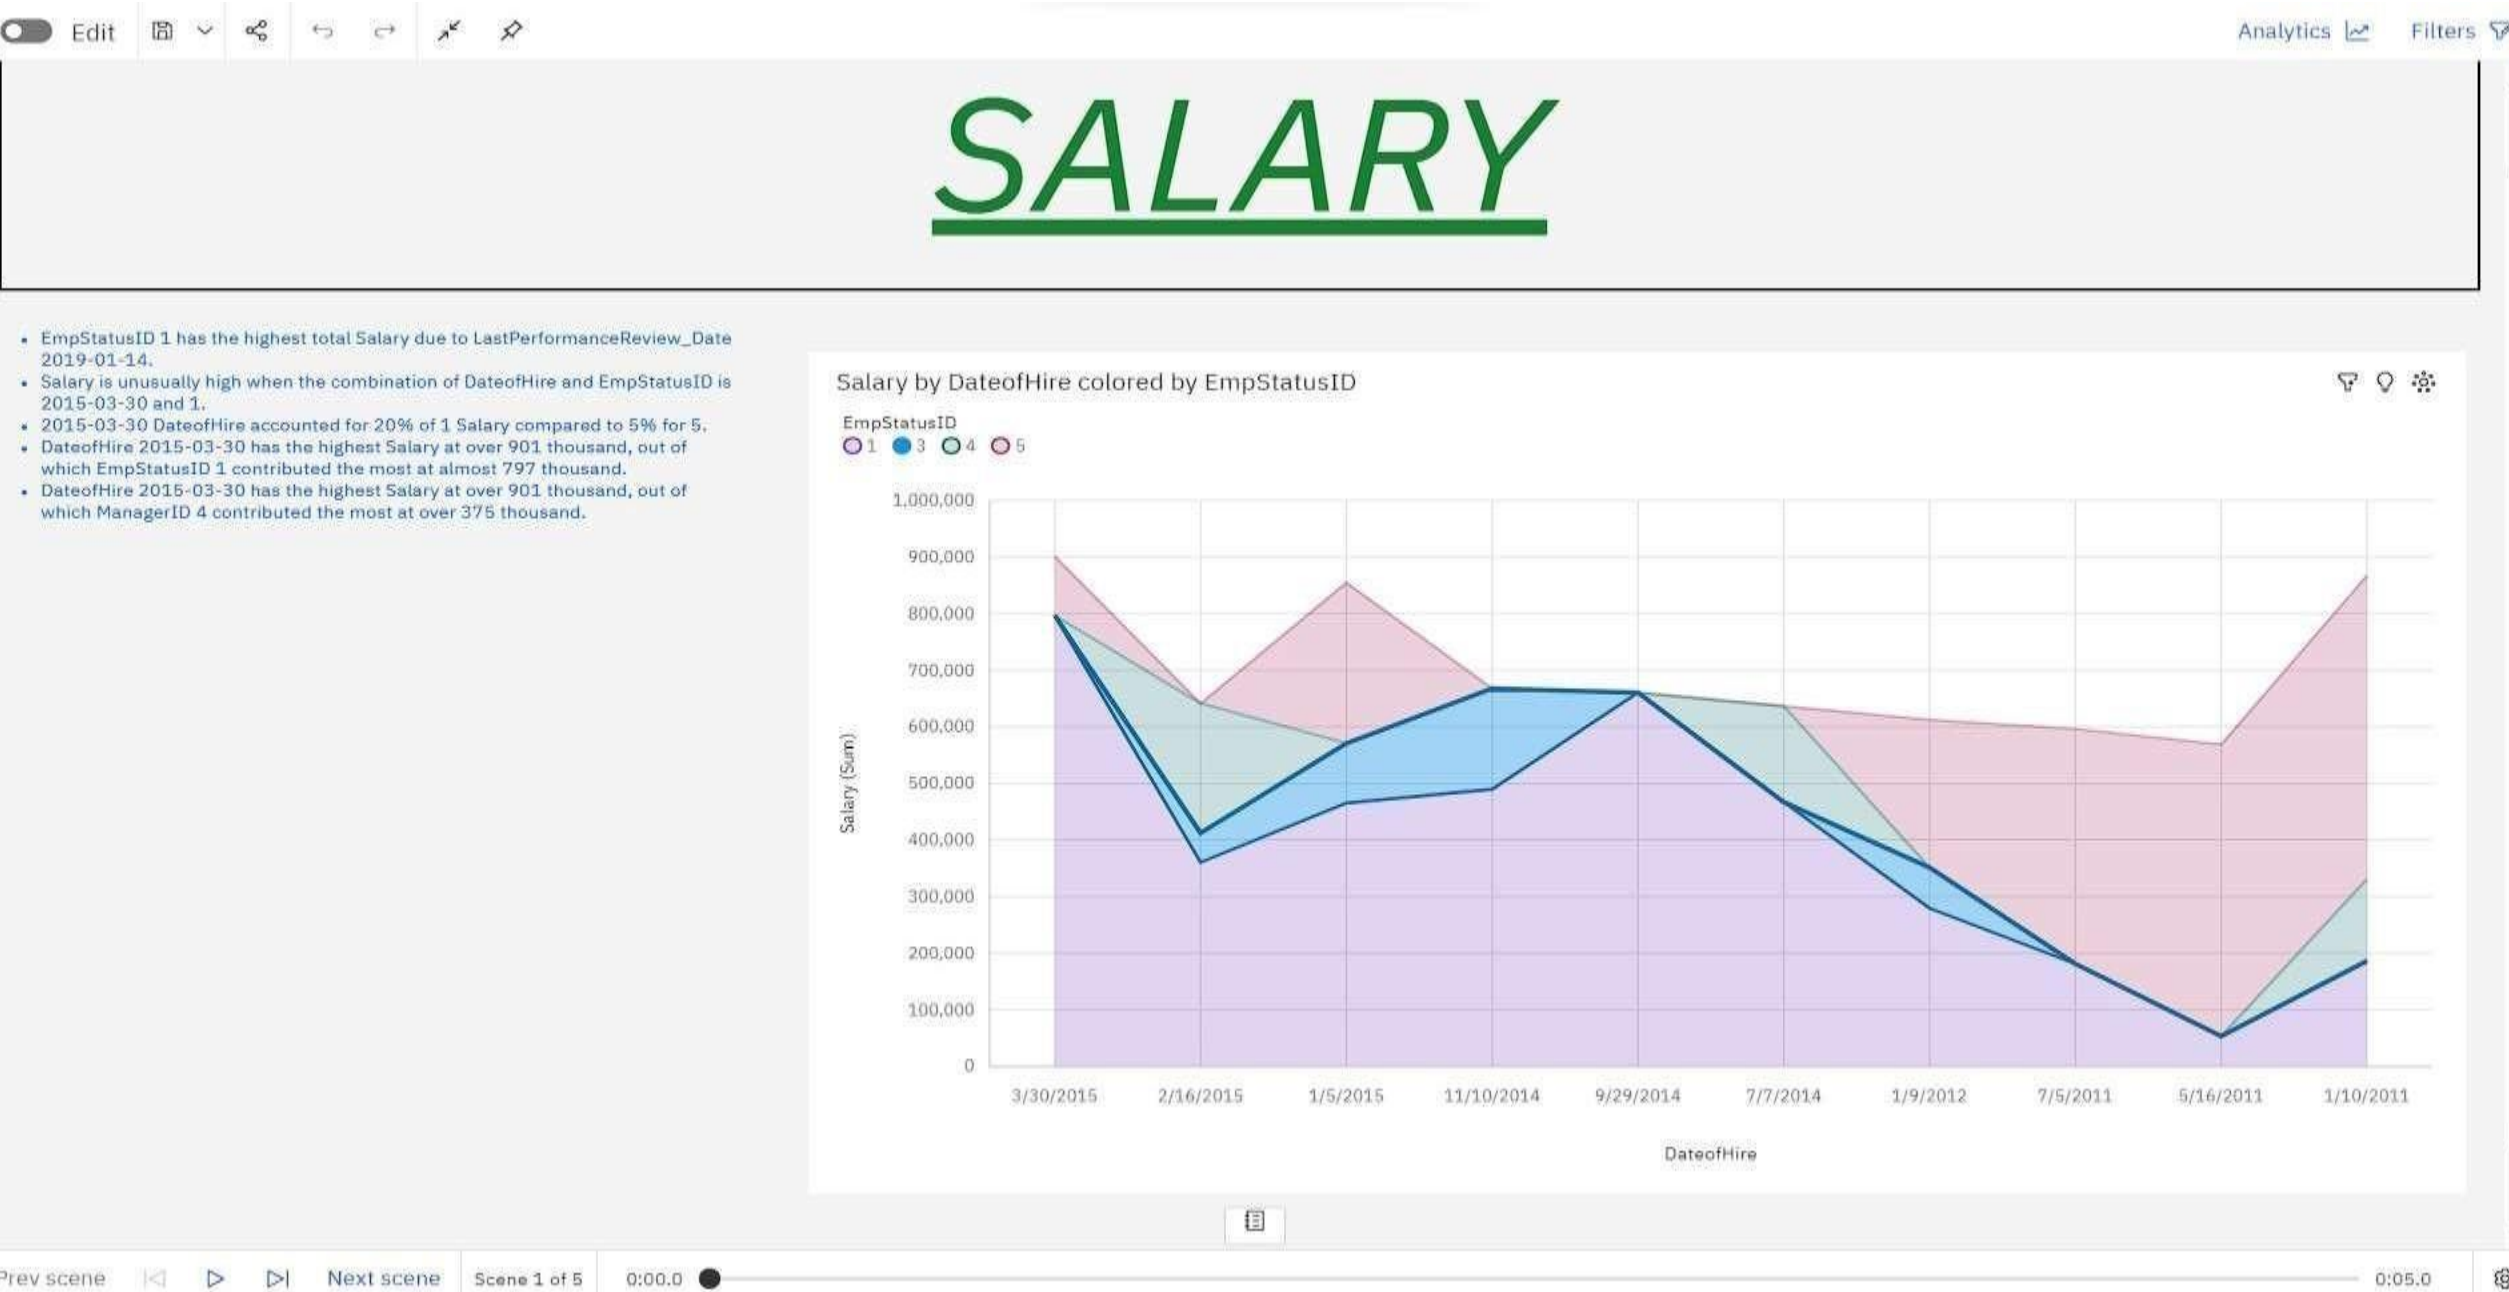 Edit
Analytics
Filters
SALARY
• EmpStatusID 1 has the highest total Salary due to LastPerformanceReview_Date
2019-01-14.
• Salary is unusually high when the combination of DateofHire and EmpStatusID is
2015-03-30 and 1.
• 2015-03-30 DateofHire accounted for 20% of 1 Salary compared to 5% for 5.
• DateofHire 2015-03-30 has the highest Salary at over 901 thousand, out of
which EmpStatusID 1 contributed the most at almost 797 thousand.
• DateofHire 2015-03-30 has the highest Salary at over 901 thousand, out of
which ManagerID 4 contributed the most at over 375 thousand.
Salary by DateofHire colored by EmpStatusID
EmpStatusID
1 3 4 5
1,000,000
900,000
800,000
700,000
600,000
500,000
400,000
300,000
200,000
100,000
0
Salary (Sum)
3/30/2015 2/16/2015 1/5/2015 11/10/2014 9/29/2014 7/7/2014 1/9/2012 7/5/2011 5/16/2011 1/10/2011
DateofHire
Prev scene Next scene Scene 1 of 5 0:00.0 0:05.0